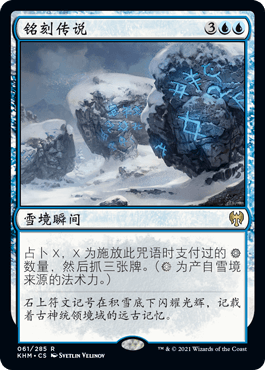 铭刻传说 3
雪境瞬间
占卜X,X为施放此咒语时支付过的
数量,然后抓三张牌。( 为产自雪境
来源的法术力。)
石上符文记号在积雪底下闪耀光辉,记载
着古神统领境域的远古记忆。
061/285 R
KHM • CS SVETLIN VELINOV
™ & © 2021 Wizards of the Coast